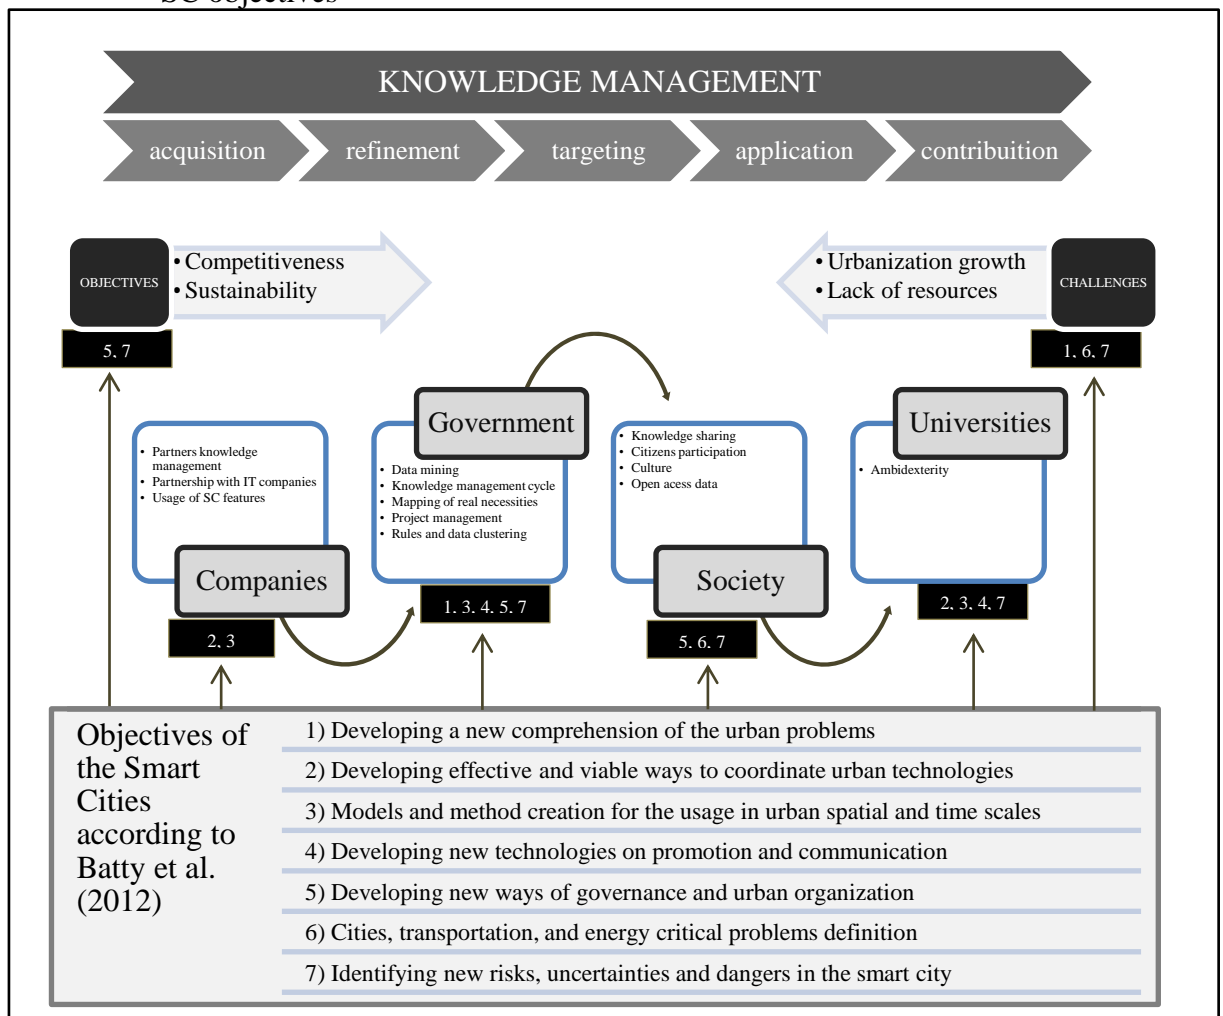 SC objectives
KNOWLEDGE MANAGEMENT
acquisition
refinement
targeting
application
contribuition
OBJECTIVES
• Competitiveness
• Sustainability
• Urbanization growth
• Lack of resources
CHALLENGES
5, 7
1, 6, 7
Government
Universities
• Partners knowledge
management
• Partnership with IT companies
• Usage of SC features
• Data mining
• Knowledge management cycle
• Mapping of real necessities
• Project management
• Rules and data clustering
• Knowledge sharing
• Citizens participation
• Culture
• Open acess data
• Ambidexterity
Companies
Society
2, 3
1, 3, 4, 5, 7
5, 6, 7
2, 3, 4, 7
Objectives of
the Smart
Cities
according to
Batty et al.
(2012)
1) Developing a new comprehension of the urban problems
2) Developing effective and viable ways to coordinate urban technologies
3) Models and method creation for the usage in urban spatial and time scales
4) Developing new technologies on promotion and communication
5) Developing new ways of governance and urban organization
6) Cities, transportation, and energy critical problems definition
7) Identifying new risks, uncertainties and dangers in the smart city